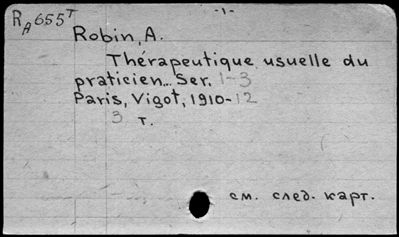 R A 655 T
-1-
Robin, A.
Thérapeutique usuelle du
praticien... Ser. 1-3
Paris, Vigot, 1910-12
3 т.
см. след. карт.